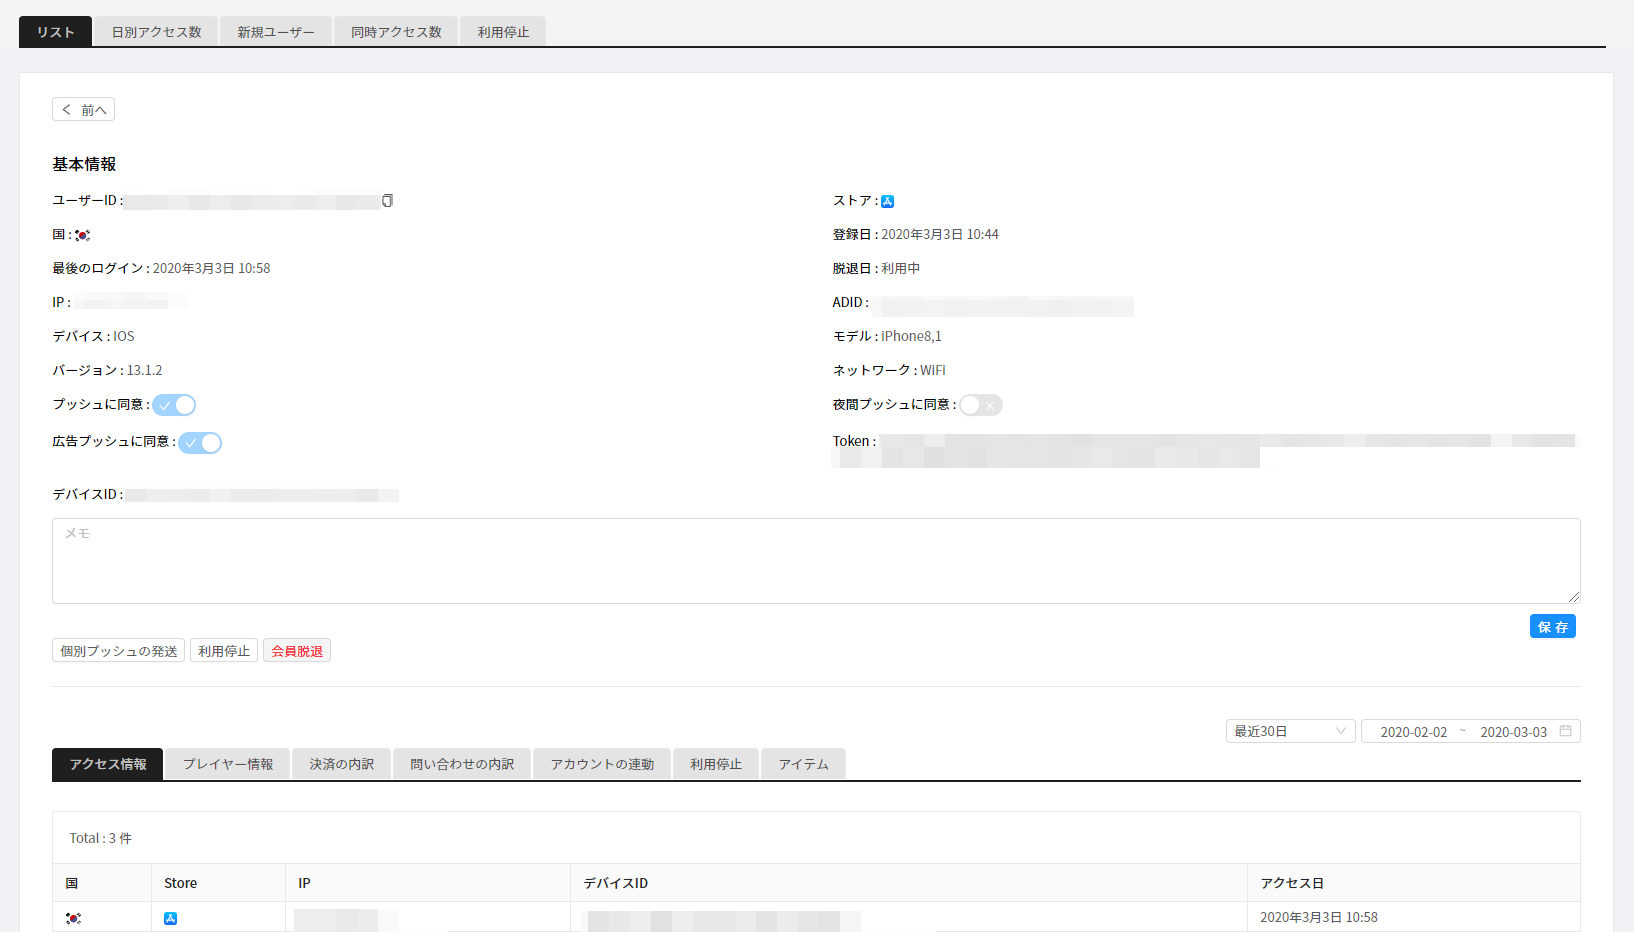 リスト 日別アクセス数 新規ユーザー 同時アクセス数 利用停止
前へ
基本情報
ユーザーID :
ストア :
国 :
登録日 : 2020年3月3日 10:44
最後のログイン : 2020年3月3日 10:58
脱退日 : 利用中
IP :
ADID :
デバイス : IOS
モデル : iPhone8,1
バージョン : 13.1.2
ネットワーク : WiFi
プッシュに同意 :
夜間プッシュに同意 :
広告プッシュに同意 :
Token :
デバイスID :
メモ
保 存
個別プッシュの発送 利用停止 会員脱退
最近30日 2020-02-02 ~ 2020-03-03
アクセス情報 プレイヤー情報 決済の内訳 問い合わせの内訳 アカウントの連動 利用停止 アイテム
Total : 3 件
国 Store IP デバイスID アクセス日
2020年3月3日 10:58